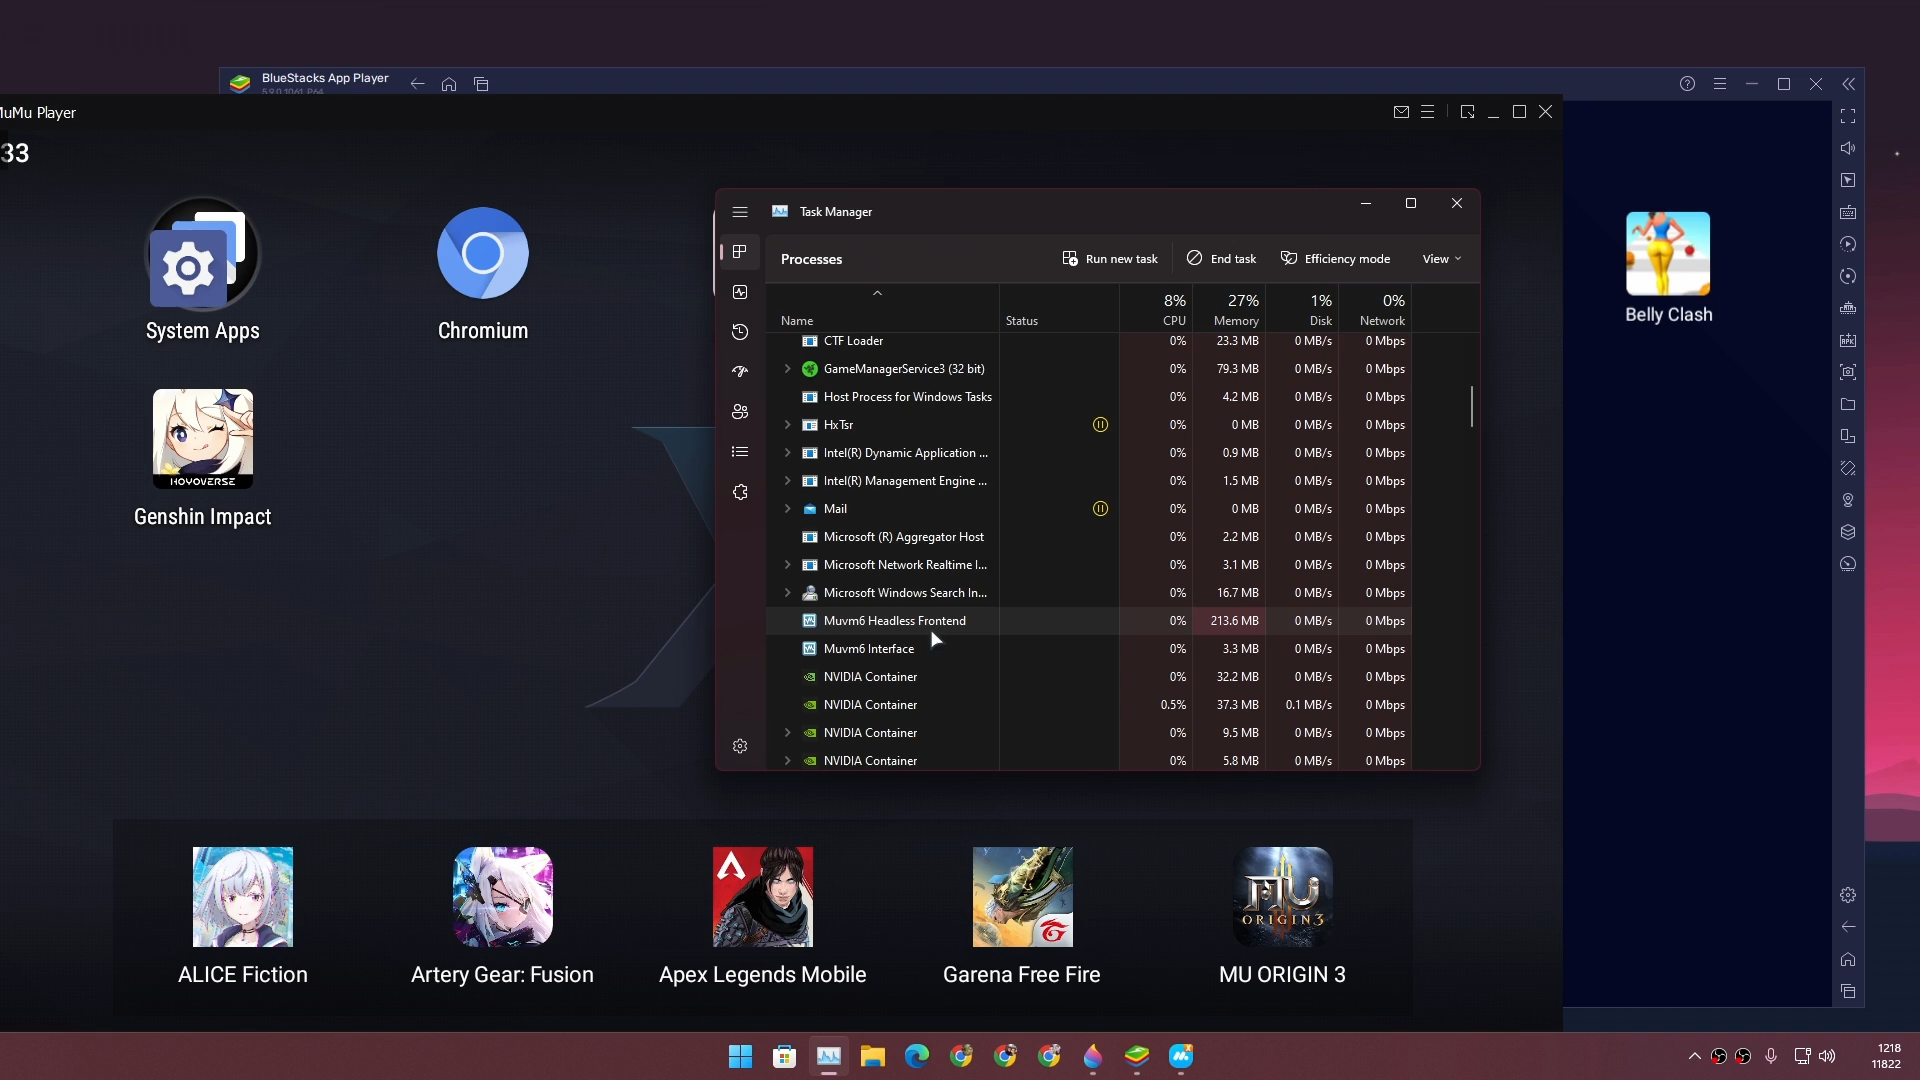 BlueStacks App Player
5.9.0.1061 P64
MuMu Player
33
System Apps
Chromium
HOYOVERSE
Genshin Impact
Belly Clash
Task Manager
Processes
Run new task
End task
Efficiency mode
View
8% 27% 1% 0%
Name Status CPU Memory Disk Network
CTF Loader 0% 23.3 MB 0 MB/s 0 Mbps
GameManagerService3 (32 bit) 0% 79.3 MB 0 MB/s 0 Mbps
Host Process for Windows Tasks 0% 4.2 MB 0 MB/s 0 Mbps
HxTsr 0% 0 MB 0 MB/s 0 Mbps
Intel(R) Dynamic Application ... 0% 0.9 MB 0 MB/s 0 Mbps
Intel(R) Management Engine ... 0% 1.5 MB 0 MB/s 0 Mbps
Mail 0% 0 MB 0 MB/s 0 Mbps
Microsoft (R) Aggregator Host 0% 2.2 MB 0 MB/s 0 Mbps
Microsoft Network Realtime I... 0% 3.1 MB 0 MB/s 0 Mbps
Microsoft Windows Search In... 0% 16.7 MB 0 MB/s 0 Mbps
Muvm6 Headless Frontend 0% 213.6 MB 0 MB/s 0 Mbps
Muvm6 Interface 0% 3.3 MB 0 MB/s 0 Mbps
NVIDIA Container 0% 32.2 MB 0 MB/s 0 Mbps
NVIDIA Container 0.5% 37.3 MB 0.1 MB/s 0 Mbps
NVIDIA Container 0% 9.5 MB 0 MB/s 0 Mbps
NVIDIA Container 0% 5.8 MB 0 MB/s 0 Mbps
MU
ORIGIN 3
ALICE Fiction
Artery Gear: Fusion
Apex Legends Mobile
Garena Free Fire
MU ORIGIN 3
1218
11822